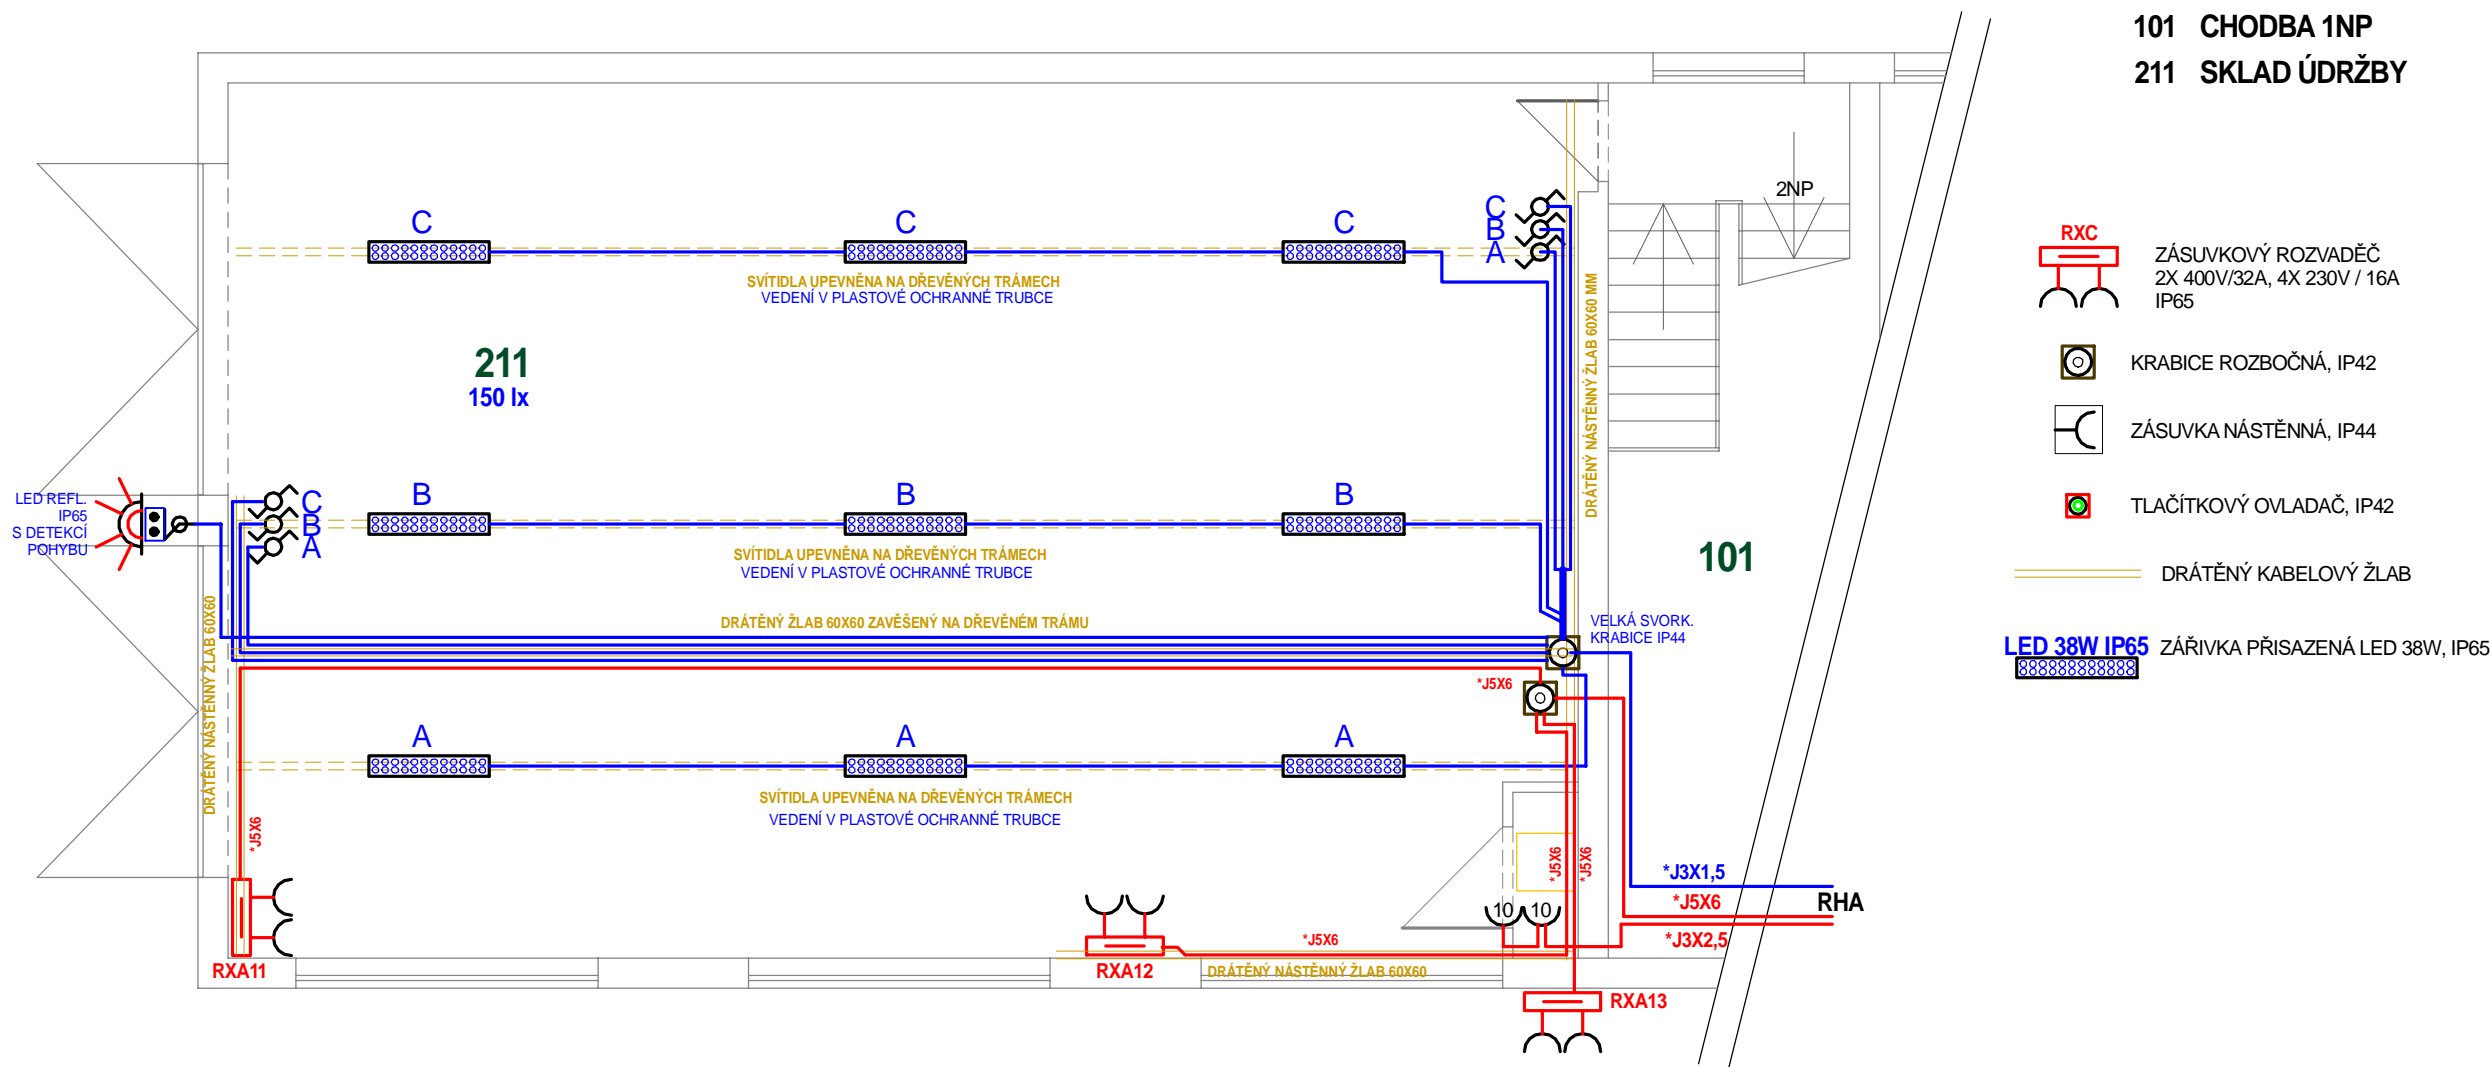 101 CHODBA 1NP
211 SKLAD ÚDRŽBY
2NP
C
C
C
C
B
A
SVÍTIDLA UPEVNĚNA NA DŘEVĚNÝCH TRÁMECH
VEDENÍ V PLASTOVÉ OCHRANNÉ TRUBCE
DRÁTĚNÝ NÁSTĚNNÝ ŽLAB 60X60 MM
211
150 lx
LED REFL.
IP65
S DETEKCÍ
POHYBU
C
B
A
B
B
B
SVÍTIDLA UPEVNĚNA NA DŘEVĚNÝCH TRÁMECH
VEDENÍ V PLASTOVÉ OCHRANNÉ TRUBCE
101
DRÁTĚNÝ NÁSTĚNNÝ ŽLAB 60X60
DRÁTĚNÝ ŽLAB 60X60 ZAVĚŠENÝ NA DŘEVĚNÉM TRÁMU
VELKÁ SVORK.
KRABICE IP44
*J5X6
A
A
A
SVÍTIDLA UPEVNĚNA NA DŘEVĚNÝCH TRÁMECH
VEDENÍ V PLASTOVÉ OCHRANNÉ TRUBCE
*J5X6
*J5X6
*J5X6
*J3X1,5
*J5X6
RHA
*J3X2,5
10
10
*J5X6
RXA11
RXA12
DRÁTĚNÝ NÁSTĚNNÝ ŽLAB 60X60
RXA13
RXC
ZÁSUVKOVÝ ROZVADĚČ
2X 400V/32A, 4X 230V / 16A
IP65
KRABICE ROZBOČNÁ, IP42
ZÁSUVKA NÁSTĚNNÁ, IP44
TLAČÍTKOVÝ OVLADAČ, IP42
DRÁTĚNÝ KABELOVÝ ŽLAB
LED 38W IP65 ZÁŘIVKA PŘISAZENÁ LED 38W, IP65